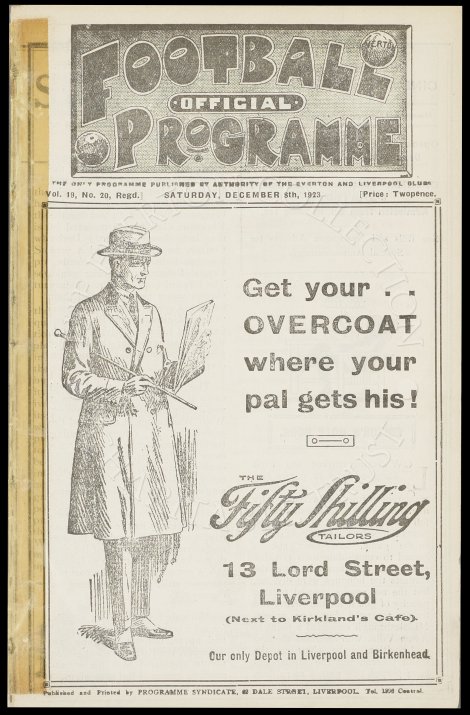 FOOTBALL
EVERTON
OFFICIAL
PROGRAMME
THE ONLY PROGRAMME PUBLISHED BY AUTHORITY OF THE EVERTON AND LIVERPOOL CLUBS
Vol. 19, No. 20, Regd.] SATURDAY, DECEMBER 8th, 1923. [Price: Twopence.
Get your . .
OVERCOAT
where your
pal gets his!
THE
Fifty Shilling
TAILORS
13 Lord Street,
Liverpool
(Next to Kirkland's Cafe).
Our only Depot in Liverpool and Birkenhead.
Published and Printed by PROGRAMME SYNDICATE, DALE STREET, LIVERPOOL. Tel. Central.